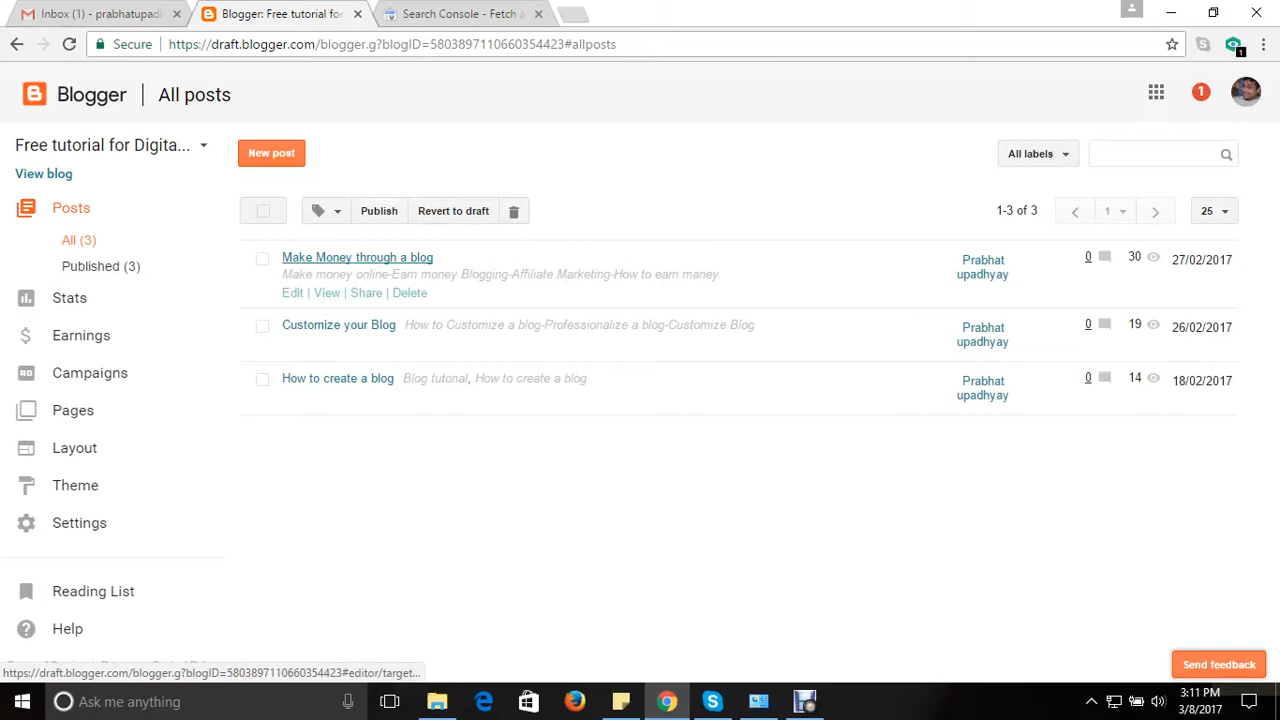 Inbox (1) - prabhatupadi
Blogger: Free tutorial for
Search Console - Fetch a
Secure
https://draft.blogger.com/blogger.g?blogID=5803897110660354423#allposts
1
Blogger
All posts
1
Free tutorial for Digita...
New post
All labels
View blog
Posts
Publish
Revert to draft
1-3 of 3
1
25
All (3)
Published (3)
Make Money through a blog
Make money online-Earn money Blogging-Affiliate Marketing-How to earn maney.
Edit | View | Share | Delete
Prabhat
upadhyay
0
30
27/02/2017
Stats
Customize your Blog
How to Customize a blog-Professionalize a blog-Customize Blog
Prabhat
upadhyay
0
19
26/02/2017
Earnings
Campaigns
How to create a blog
Blog tutorial, How to create a blog
Prabhat
upadhyay
0
14
18/02/2017
Pages
Layout
Theme
Settings
Reading List
Help
Send feedback
https://draft.blogger.com/blogger.g?blogID=5803897110660354423#editor/target...
Ask me anything
3:11 PM
3/8/2017